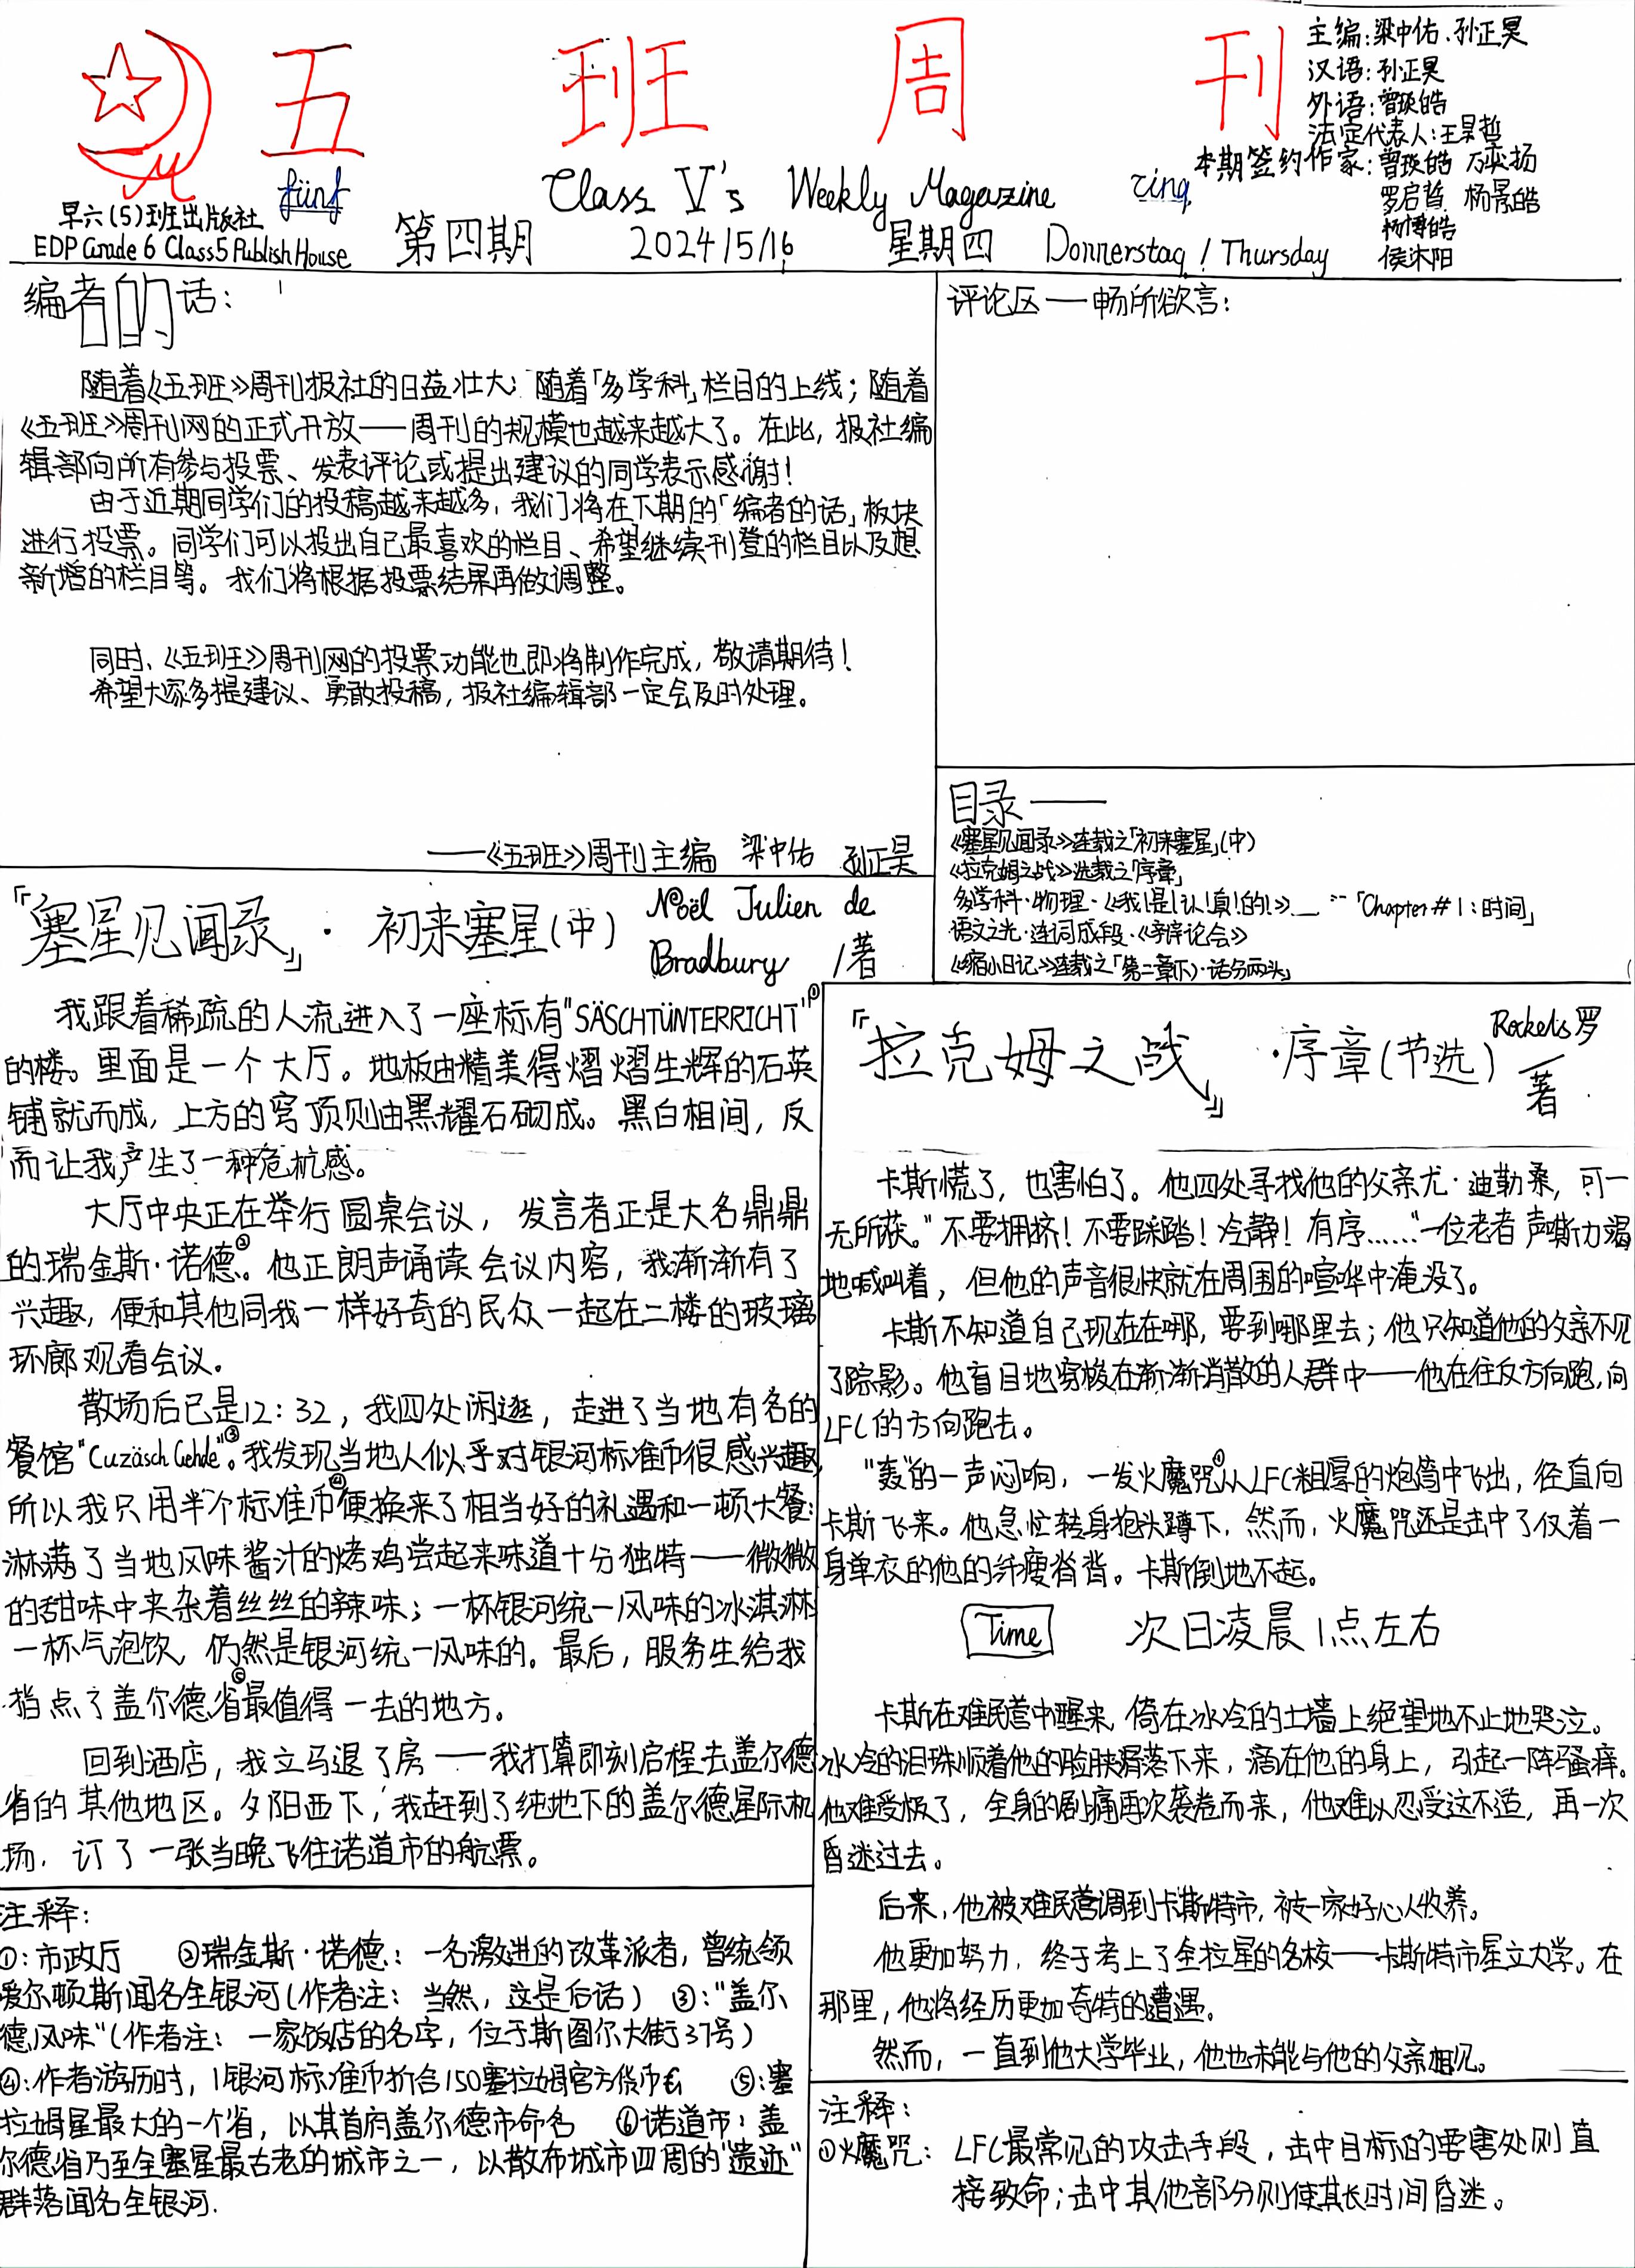 五班周刊
主编:梁中佑.孙正昊
汉语:孙正昊
外语:曾琰皓
法定代表人:王昊哲
本期签约作家:曾琰皓 万奕扬
罗启哲 杨景皓
杨博皓
侯沐阳
fünf
Class V's Weekly Magazine
cinq
早六(5)班出版社
EDP Grade 6 Class5 Publish House
第四期 2024/5/16 星期四 Donnerstag / Thursday
编者的话:
随着《五班》周刊报社的日益壮大;随着「多学科」栏目的上线;随着
《五班》周刊网的正式开放——周刊的规模也越来越大了。在此,报社编
辑部向所有参与投票、发表评论或提出建议的同学表示感谢!
由于近期同学们的投稿越来越多,我们将在下期的「编者的话」板块
进行投票。同学们可以投出自己最喜欢的栏目、希望继续刊登的栏目以及想
新增的栏目等。我们将根据投票结果再做调整。
同时,《五班》周刊网的投票功能也即将制作完成,敬请期待!
希望大家多提建议、勇敢投稿,报社编辑部一定会及时处理。
——《五班》周刊主编 梁中佑 孙正昊
评论区——畅所欲言:
目录——
《塞星见闻录》连载之「初来塞星」(中)
《拉克姆之战》选载之「序章」
多学科·物理·《我!是!认!真!的!》「Chapter#1:时间」
语文之光·连词成段·《辩论会》
《缩小日记》连载之「第二章(下)·话分两头」
『塞星见闻录』· 初来塞星(中) Noël Julien de
Bradbury /著
我跟着稀疏的人流进入了一座标有"SÄSCHTÜNTERRICHT"①
的楼。里面是一个大厅。地板由精美得熠熠生辉的石英
铺就而成,上方的穹顶则由黑耀石砌成。黑白相间,反
而让我产生了一种危机感。
大厅中央正在举行圆桌会议,发言者正是大名鼎鼎
的瑞金斯·诺德②。他正朗声诵读会议内容,我渐渐有了
兴趣,便和其他同我一样好奇的民众一起在二楼的玻璃
环廊观看会议。
散场后已是12:32,我四处闲逛,走进了当地有名的
餐馆"Cuzäsch Gehde"③。我发现当地人似乎对银河标准币很感兴趣,
所以我只用半个标准币④便换来了相当好的礼遇和一顿大餐:
淋满了当地风味酱汁的烤鸡尝起来味道十分独特——微微
的甜味中夹杂着丝丝的辣味;一杯银河统一风味的冰淇淋
一杯气泡饮,仍然是银河统一风味的。最后,服务生给我
指点了盖尔德省⑤最值得一去的地方。
回到酒店,我立马退了房——我打算即刻启程去盖尔德
省的其他地区。夕阳西下,我赶到了纯地下的盖尔德星际机
场,订了一张当晚飞往诺道市的航票。
注释:
①:市政厅 ②瑞金斯·诺德:一名激进的改革派者,曾统领
爱尔顿斯闻名全银河(作者注:当然,这是后话) ③:"盖尔
德风味"(作者注:一家饭店的名字,位于斯图尔大街37号)
④:作者游历时,1银河标准币折合150塞拉姆官方货币 ⑤:塞
拉姆星最大的一个省,以其首府盖尔德市命名 ⑥诺道市:盖
尔德省乃至全塞星最古老的城市之一,以散布城市四周的"遗迹"
群落闻名全银河.
『拉克姆之战』·序章(节选) Rockets罗
/著
卡斯慌了,也害怕了。他四处寻找他的父亲尤·迪勒桑,可一
无所获。"不要拥挤!不要踩踏!冷静!有序……"一位老者声嘶力竭
地喊叫着,但他的声音很快就在周围的喧哗中淹没了。
卡斯不知道自己现在在哪,要到哪里去;他只知道他的父亲不见
了踪影。他盲目地穿梭在渐渐消散的人群中——他在往反方向跑,向
LFC的方向跑去。
"轰"的一声闷响,一发火魔咒①从LFC粗厚的炮筒中飞出,径直向
卡斯飞来。他急忙转身抱头蹲下,然而,火魔咒还是击中了仅着一
身单衣的他的纤瘦脊背。卡斯倒地不起。
Time 次日凌晨1点左右
卡斯在难民营中醒来,倚在冰冷的土墙上绝望地不止地哭泣。
冰冷的泪珠顺着他的脸颊滑落下来,滴在他的身上,引起一阵骚痒。
他难受极了,全身的剧痛再次袭卷而来,他难以忍受这不适,再一次
昏迷过去。
后来,他被难民营调到卡斯特市,被一家好心人收养。
他更加努力,终于考上了全拉星的名校——卡斯特市星立大学。在
那里,他将经历更加奇特的遭遇。
然而,一直到他大学毕业,他也未能与他的父亲相见。
注释:
①火魔咒:LFC最常见的攻击手段,击中目标的要害处则直
接致命;击中其他部分则使其长时间昏迷。